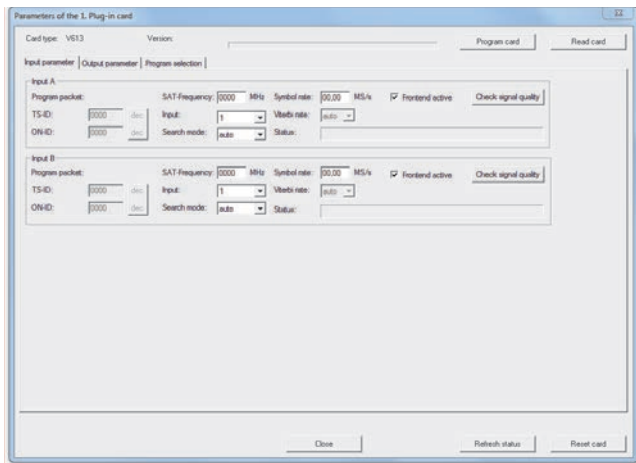 Parameters of the 1. Plug-in card
Card type: V613 Version: Program card Read card
Input parameter Output parameter Program selection
Input A
Program packet: SAT-Frequency: 0000 MHz Symbol rate: 00,00 MS/s Frontend active Check signal quality
TS-ID: 0000 dec Input: 1 Viterbi rate: auto
ON-ID: 0000 dec Search mode: auto Status:
Input B
Program packet: SAT-Frequency: 0000 MHz Symbol rate: 00,00 MS/s Frontend active Check signal quality
TS-ID: 0000 dec Input: 1 Viterbi rate: auto
ON-ID: 0000 dec Search mode: auto Status:
Close Refresh status Reset card